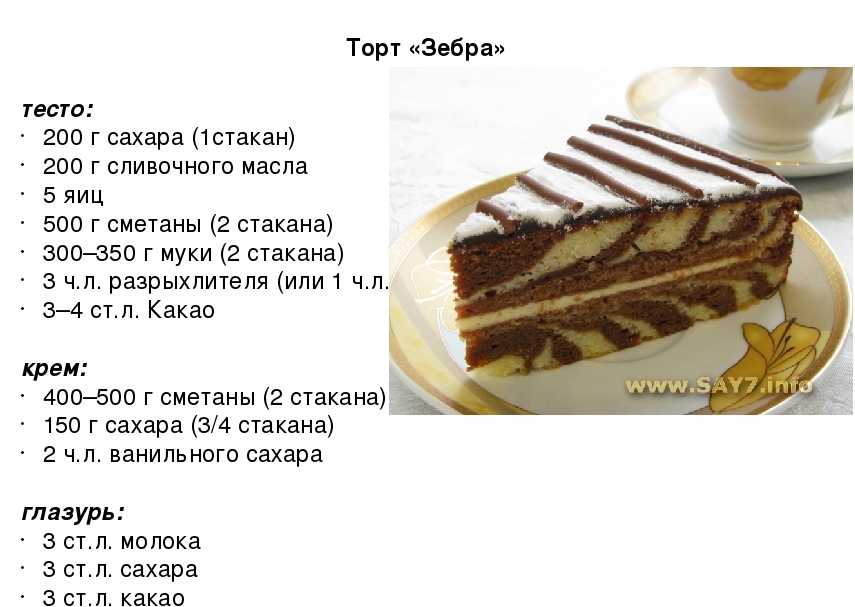 Торт «Зебра»
тесто:
· 200 г сахара (1стакан)
· 200 г сливочного масла
· 5 яиц
· 500 г сметаны (2 стакана)
· 300–350 г муки (2 стакана)
· 3 ч.л. разрыхлителя (или 1 ч.л.
· 3–4 ст.л. Какао
крем:
· 400–500 г сметаны (2 стакана)
· 150 г сахара (3/4 стакана)
· 2 ч.л. ванильного сахара
глазурь:
· 3 ст.л. молока
· 3 ст.л. сахара
· 3 ст.л. какао
www.SAY7.info